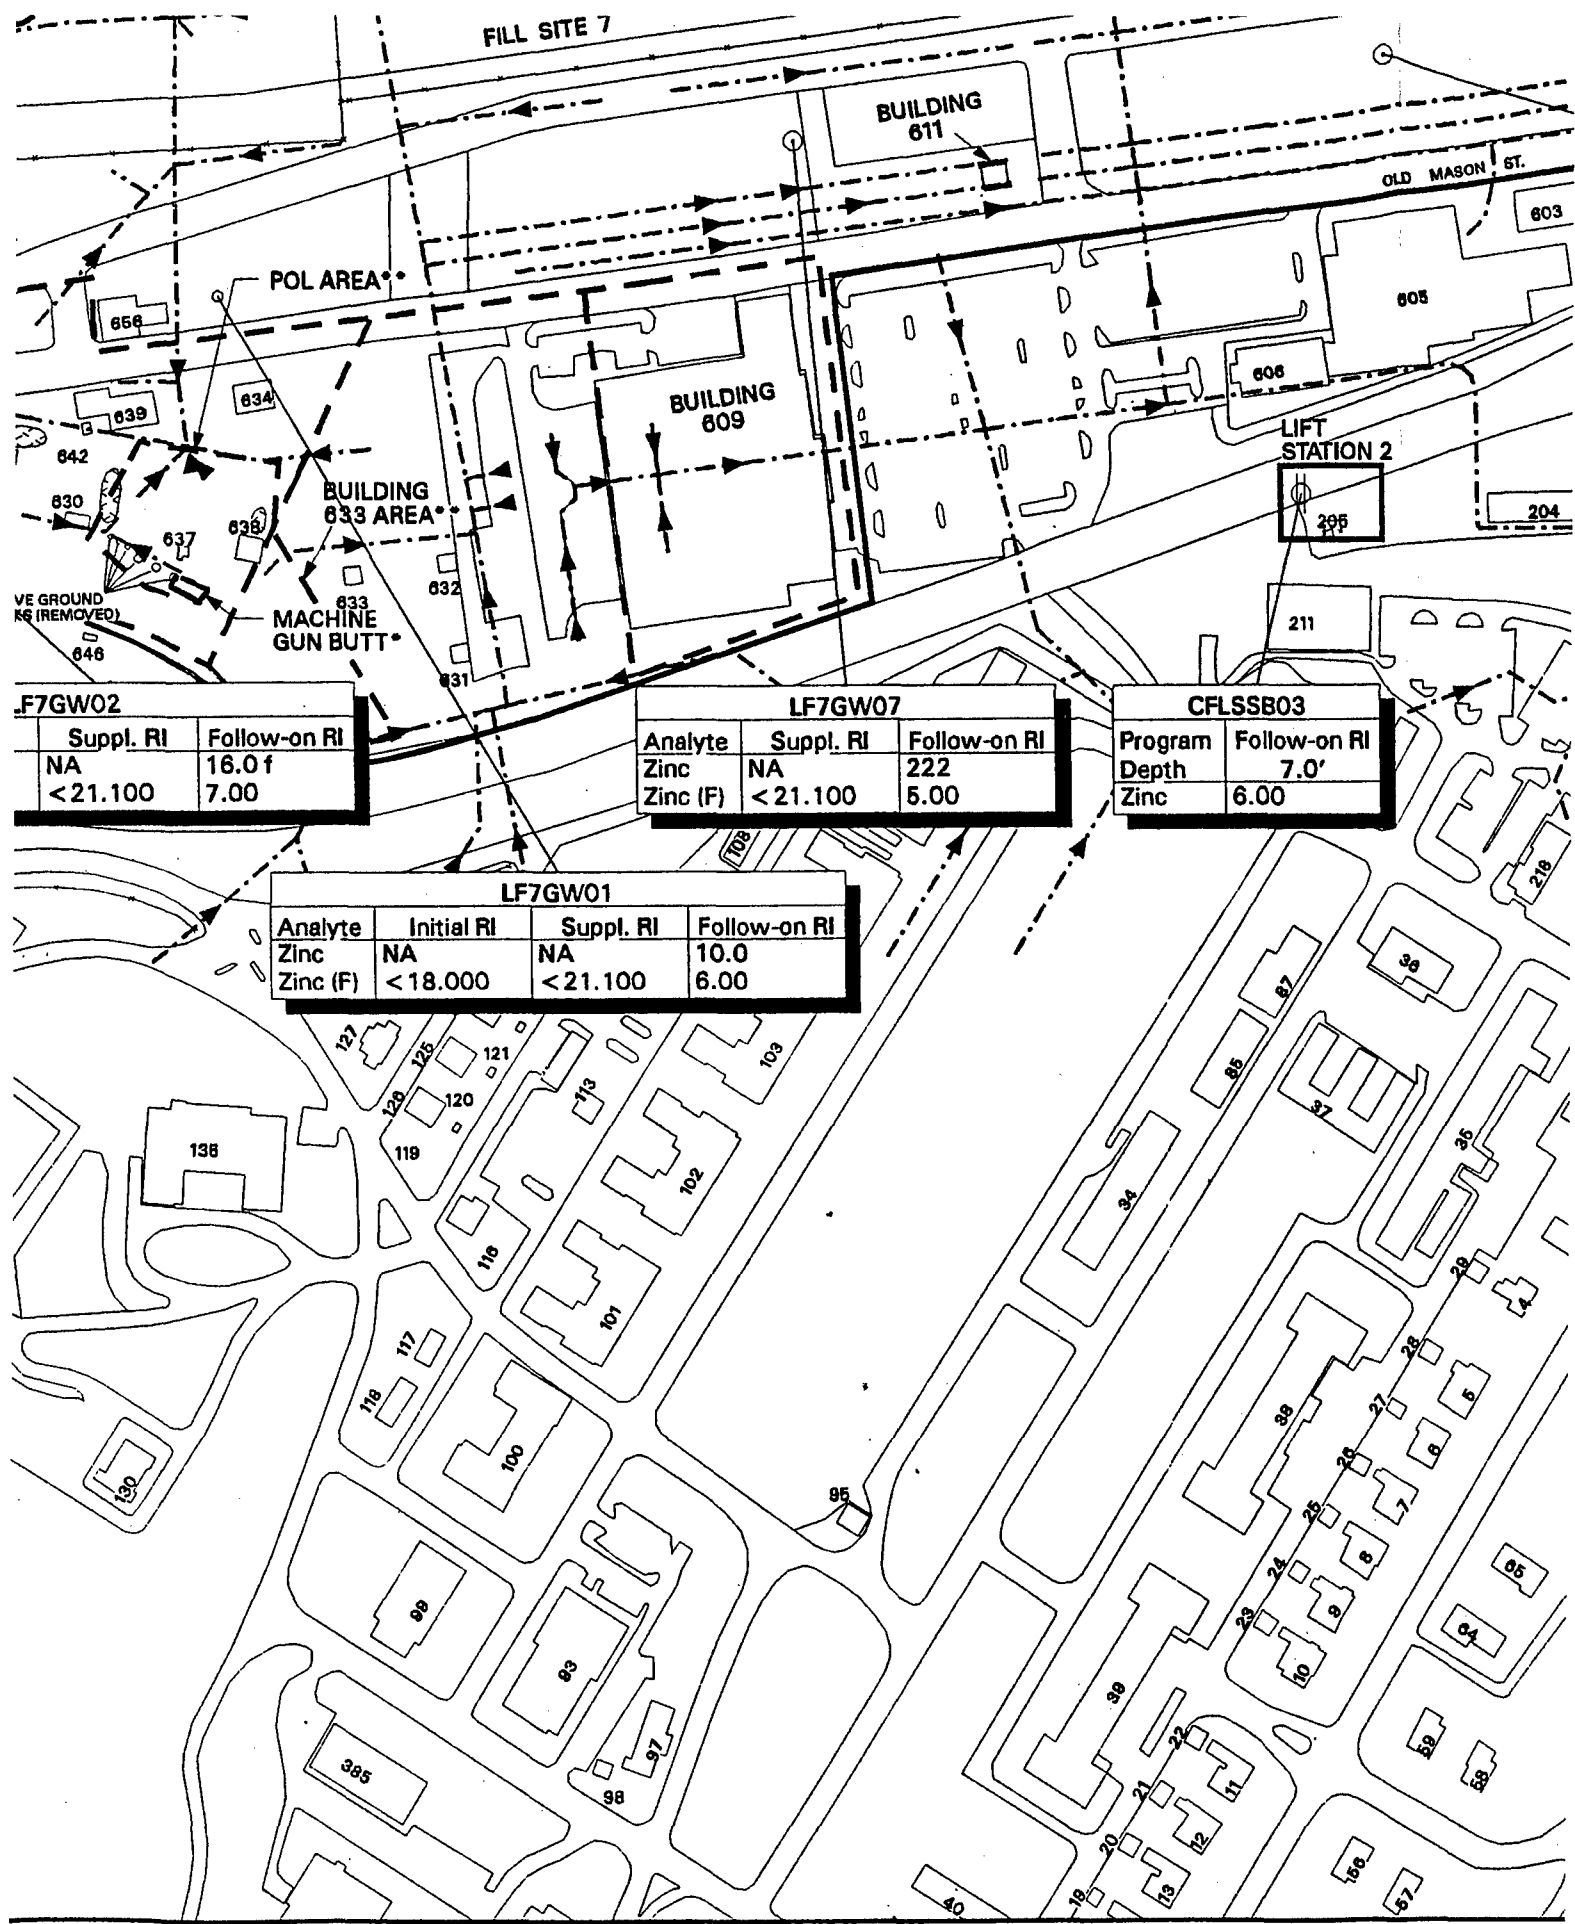 FILL SITE 7
BUILDING
611
OLD MASON ST.
603
POL AREA**
656
605
606
639
634
BUILDING
609
642
LIFT
STATION 2
630
BUILDING
633 AREA**
638
637
205
204
632
633
VE GROUND
KS (REMOVED)
MACHINE
GUN BUTT*
211
646
631
LF7GW02
Suppl. RI Follow-on RI
NA 16.0 f
<21.100 7.00
LF7GW07
Analyte Suppl. RI Follow-on RI
Zinc NA 222
Zinc (F) <21.100 5.00
CFLSSB03
Program Follow-on RI
Depth 7.0'
Zinc 6.00
108
216
LF7GW01
Analyte Initial RI Suppl. RI Follow-on RI
Zinc NA NA 10.0
Zinc (F) <18.000 <21.100 6.00
36
87
127
125
121
103
85
113
126
120
37
119
135
35
102
34
116
29
4
101
117
28
5
118
27
38
6
100
26
130
95
7
25
8
24
65
99
9
23
64
93
10
39
59
97
22
58
385
11
98
21
12
20
56
13
57
40
19